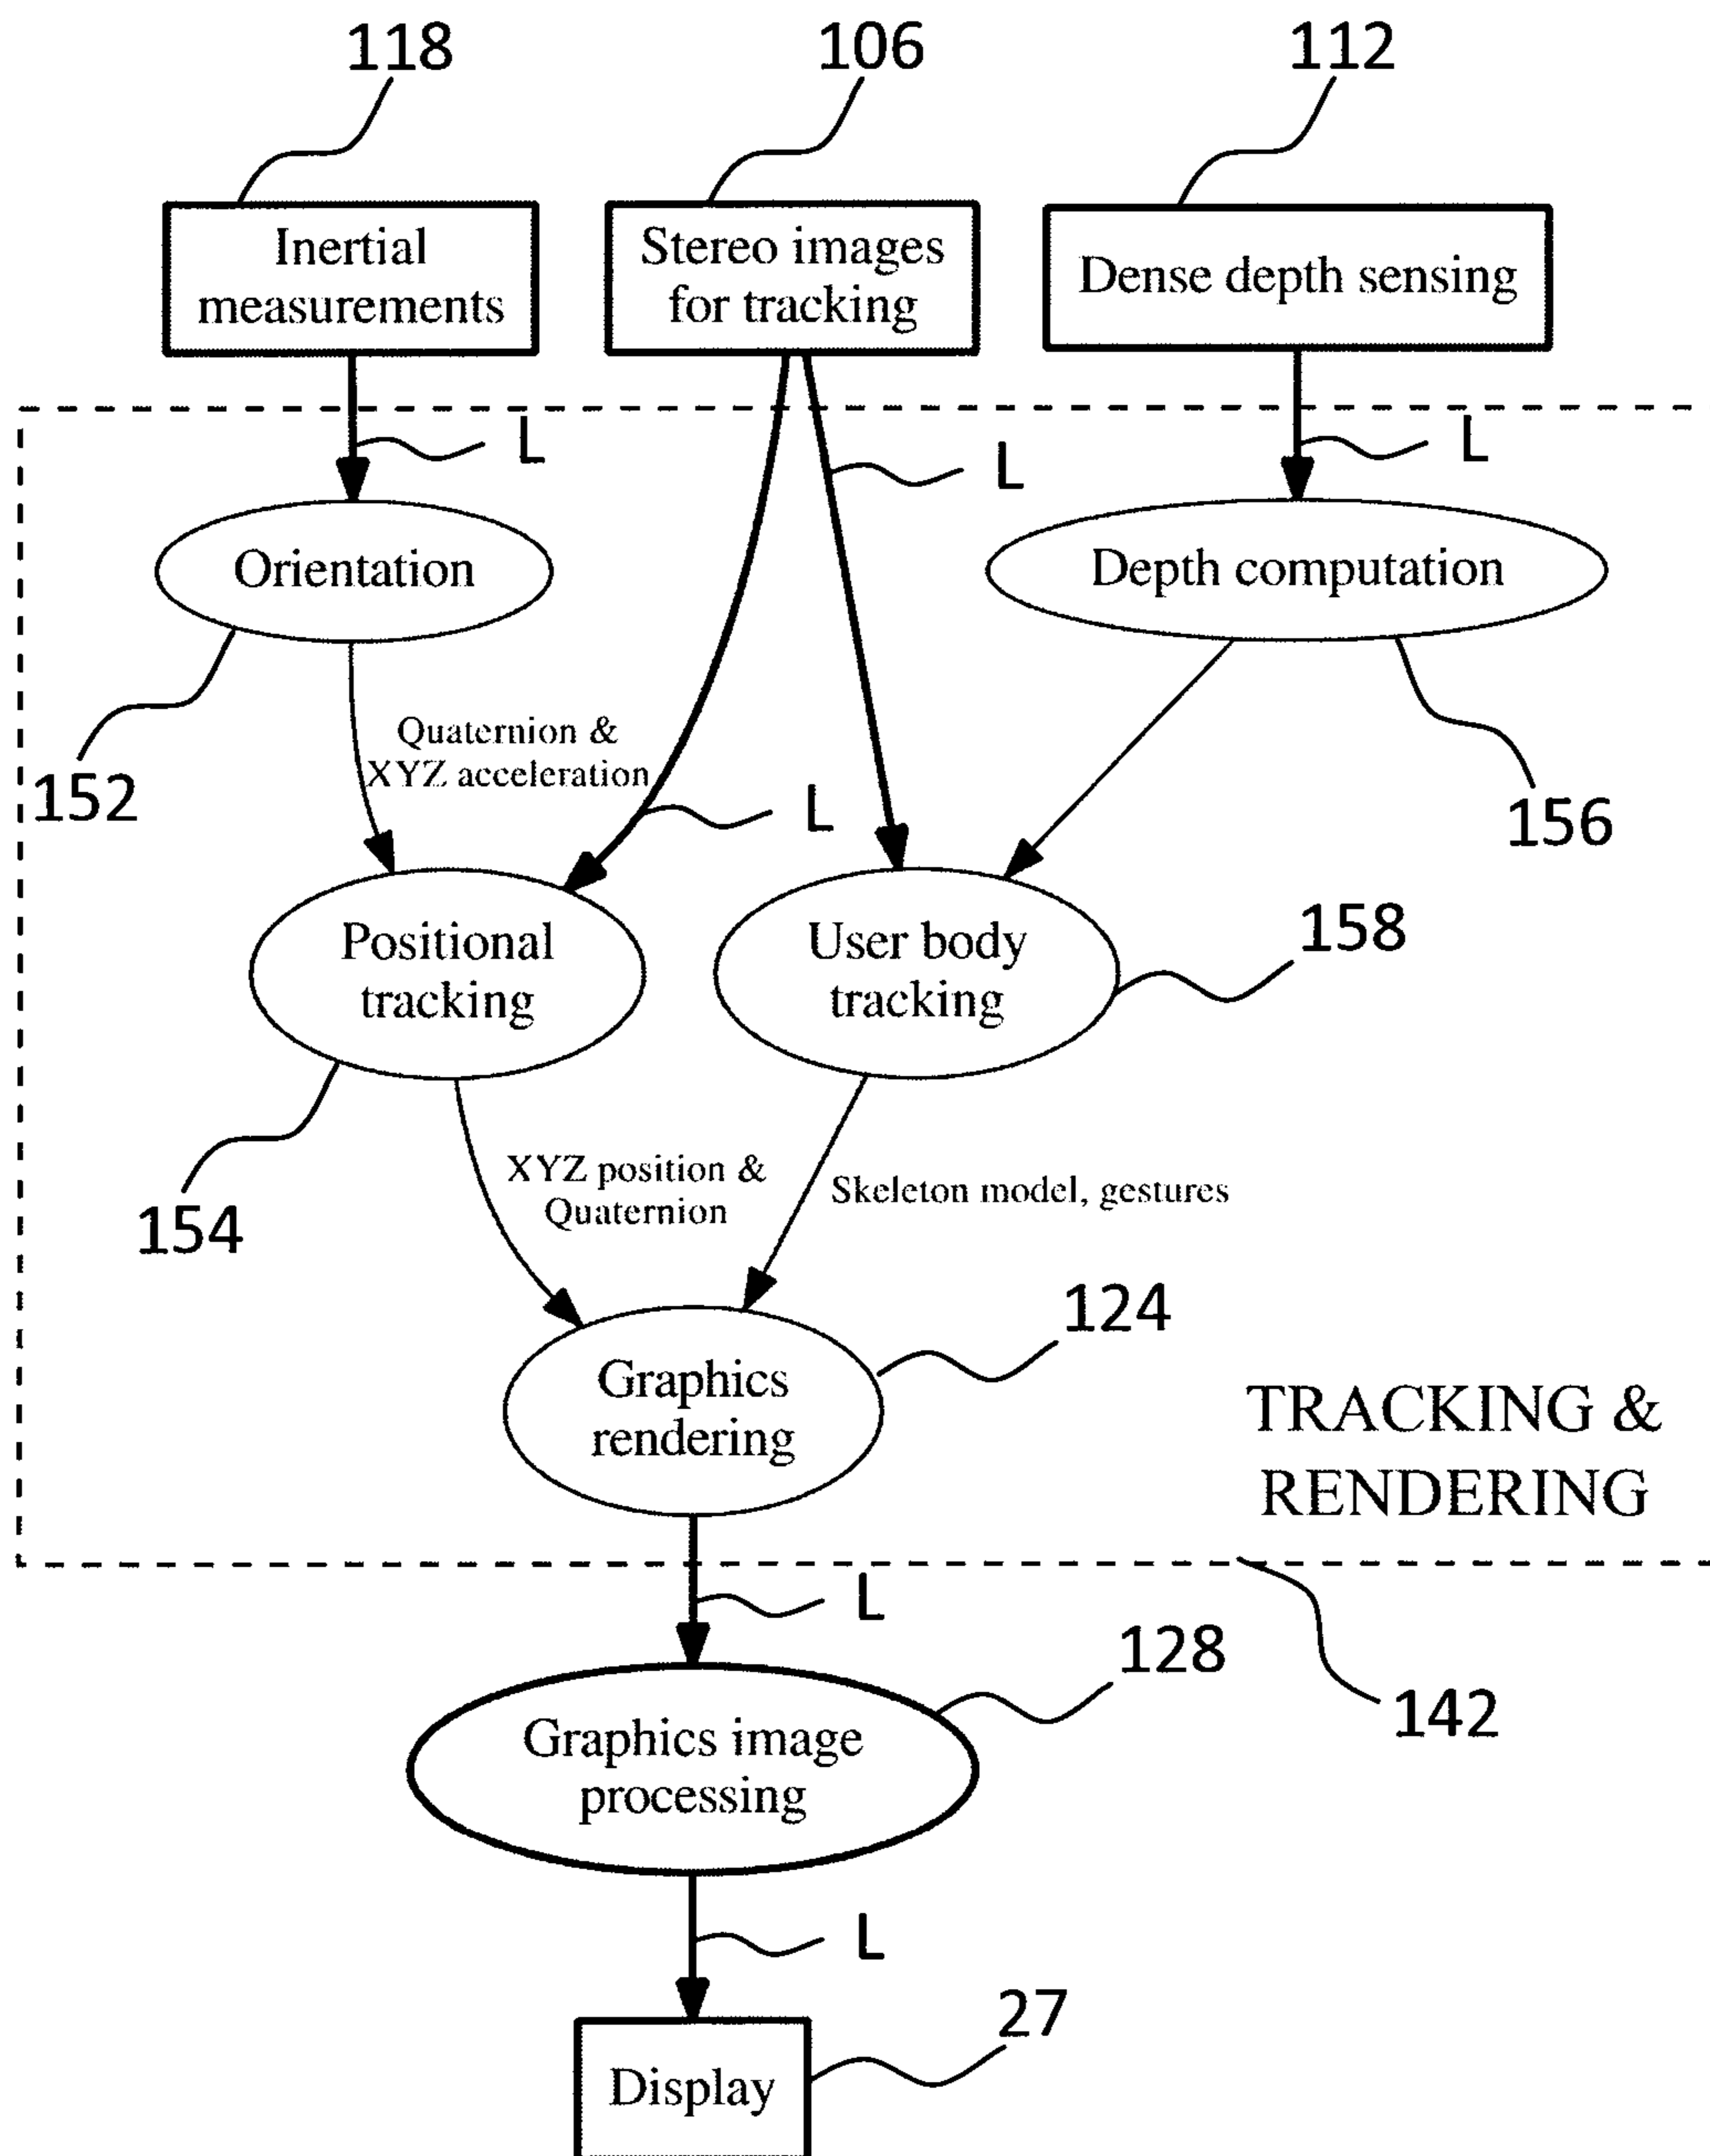 118
106
112
Inertial
measurements
Stereo images
for tracking
Dense depth sensing
L
L
L
Orientation
Depth computation
Quaternion &
XYZ acceleration
152
L
156
Positional
tracking
User body
tracking
158
XYZ position &
Quaternion
Skeleton model, gestures
154
124
Graphics
rendering
TRACKING &
RENDERING
L
128
142
Graphics image
processing
L
27
Display